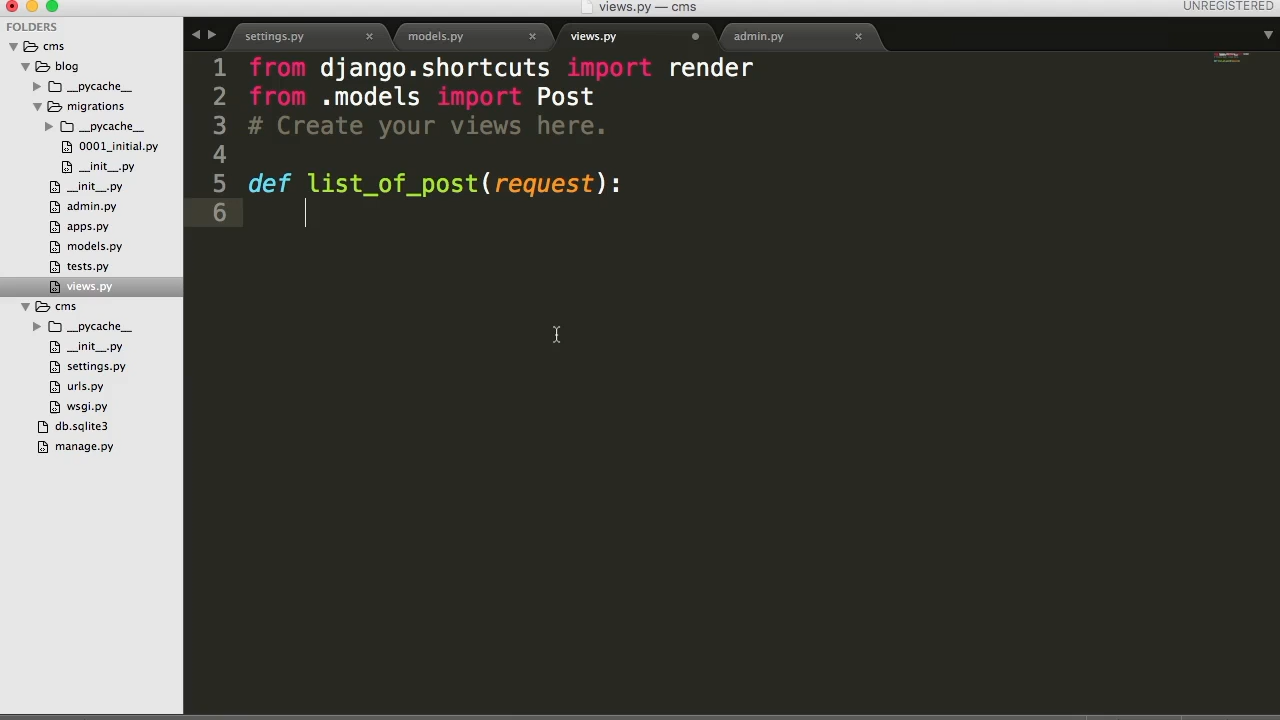 views.py — cms
UNREGISTERED
FOLDERS
cms
blog
__pycache__
migrations
__pycache__
0001_initial.py
__init__.py
__init__.py
admin.py
apps.py
models.py
tests.py
views.py
cms
__pycache__
__init__.py
settings.py
urls.py
wsgi.py
db.sqlite3
manage.py
settings.py × models.py × views.py admin.py ×
1 from django.shortcuts import render
2 from .models import Post
3 # Create your views here.
4
5 def list_of_post(request):
6